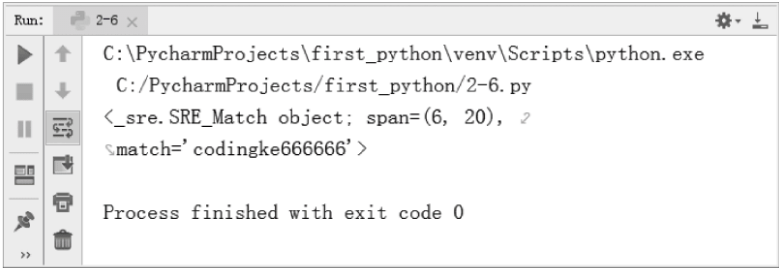 Run: 2-6
C:\PycharmProjects\first_python\venv\Scripts\python.exe
C:/PycharmProjects/first_python/2-6.py
<_sre.SRE_Match object; span=(6, 20),
match='codingke666666'>
Process finished with exit code 0